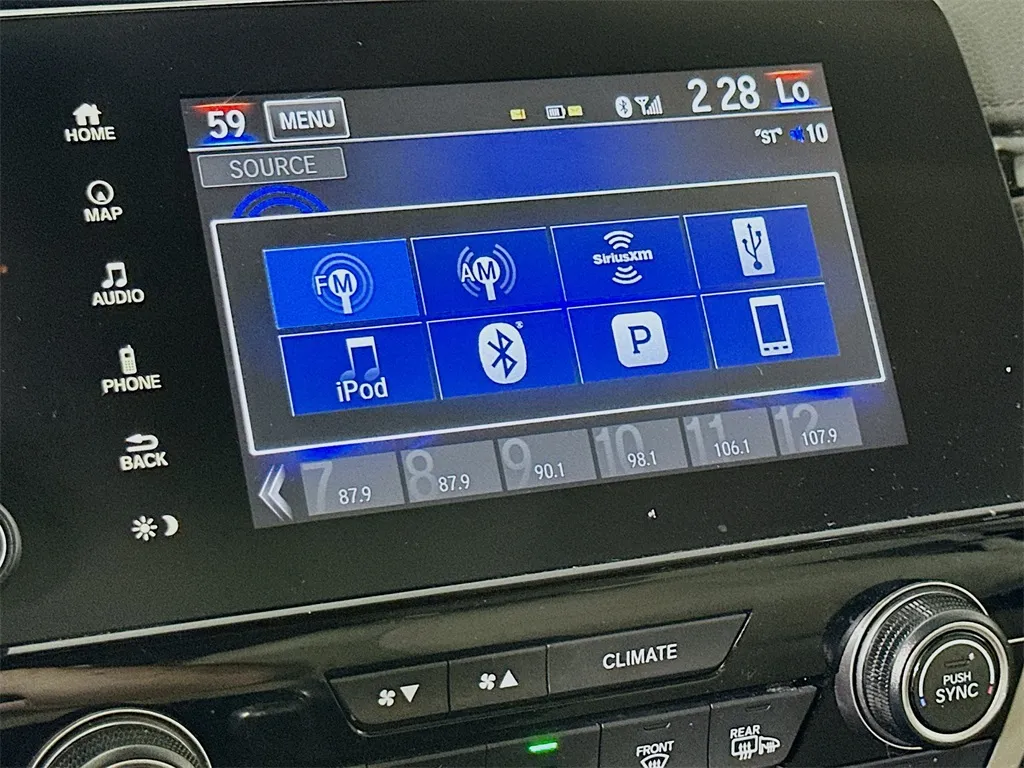 HOME
MAP
AUDIO
PHONE
BACK
59 MENU 2 28 Lo
SOURCE "ST" 10
FM AM SiriusXM
iPod ® P
7 87.9 8 87.9 9 90.1 10 98.1 11 106.1 12 107.9
CLIMATE
PUSH
SYNC
FRONT REAR